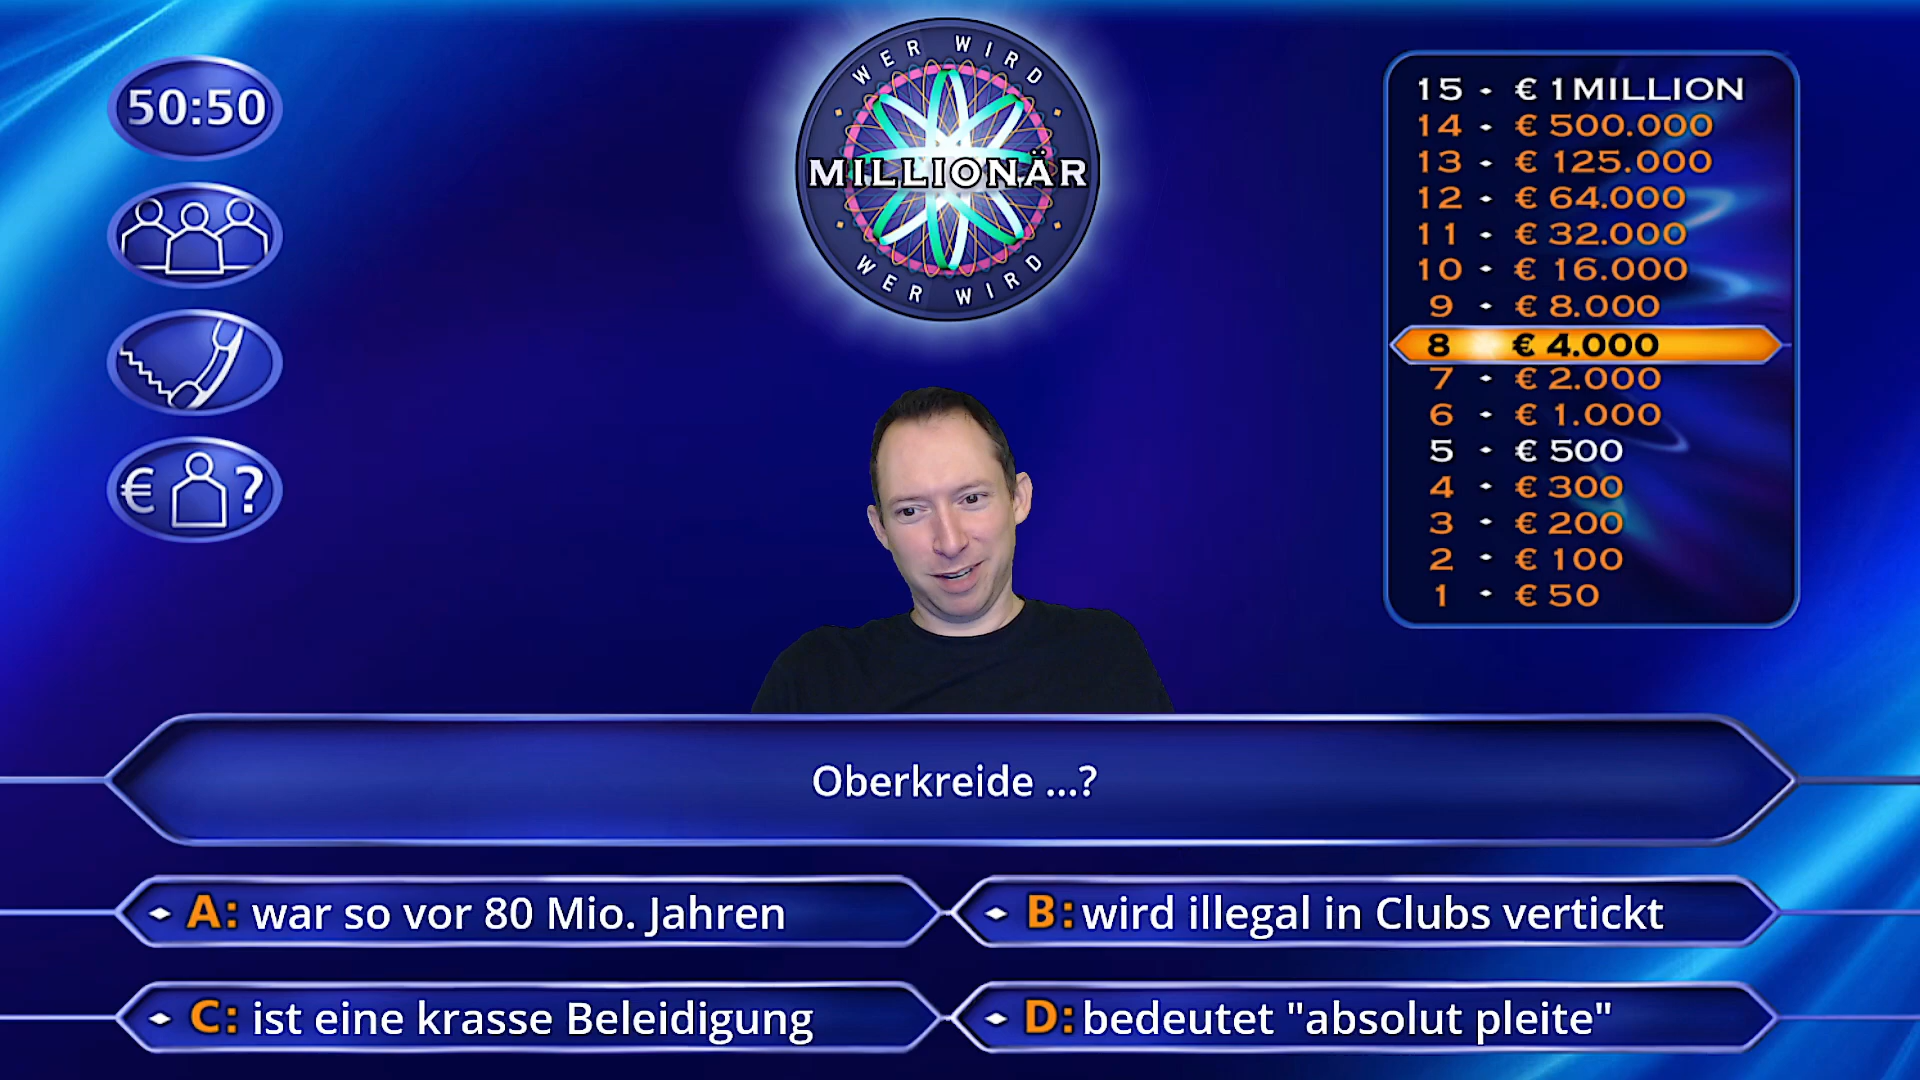 50:50
WER WIRD
MILLIONÄR
WER WIRD
€ ?
15 - € 1 MILLION
14 - € 500.000
13 - € 125.000
12 - € 64.000
11 - € 32.000
10 - € 16.000
9 - € 8.000
8 € 4.000
7 - € 2.000
6 - € 1.000
5 - € 500
4 - € 300
3 - € 200
2 - € 100
1 - € 50
Oberkreide ...?
A: war so vor 80 Mio. Jahren
B: wird illegal in Clubs vertickt
C: ist eine krasse Beleidigung
D: bedeutet "absolut pleite"